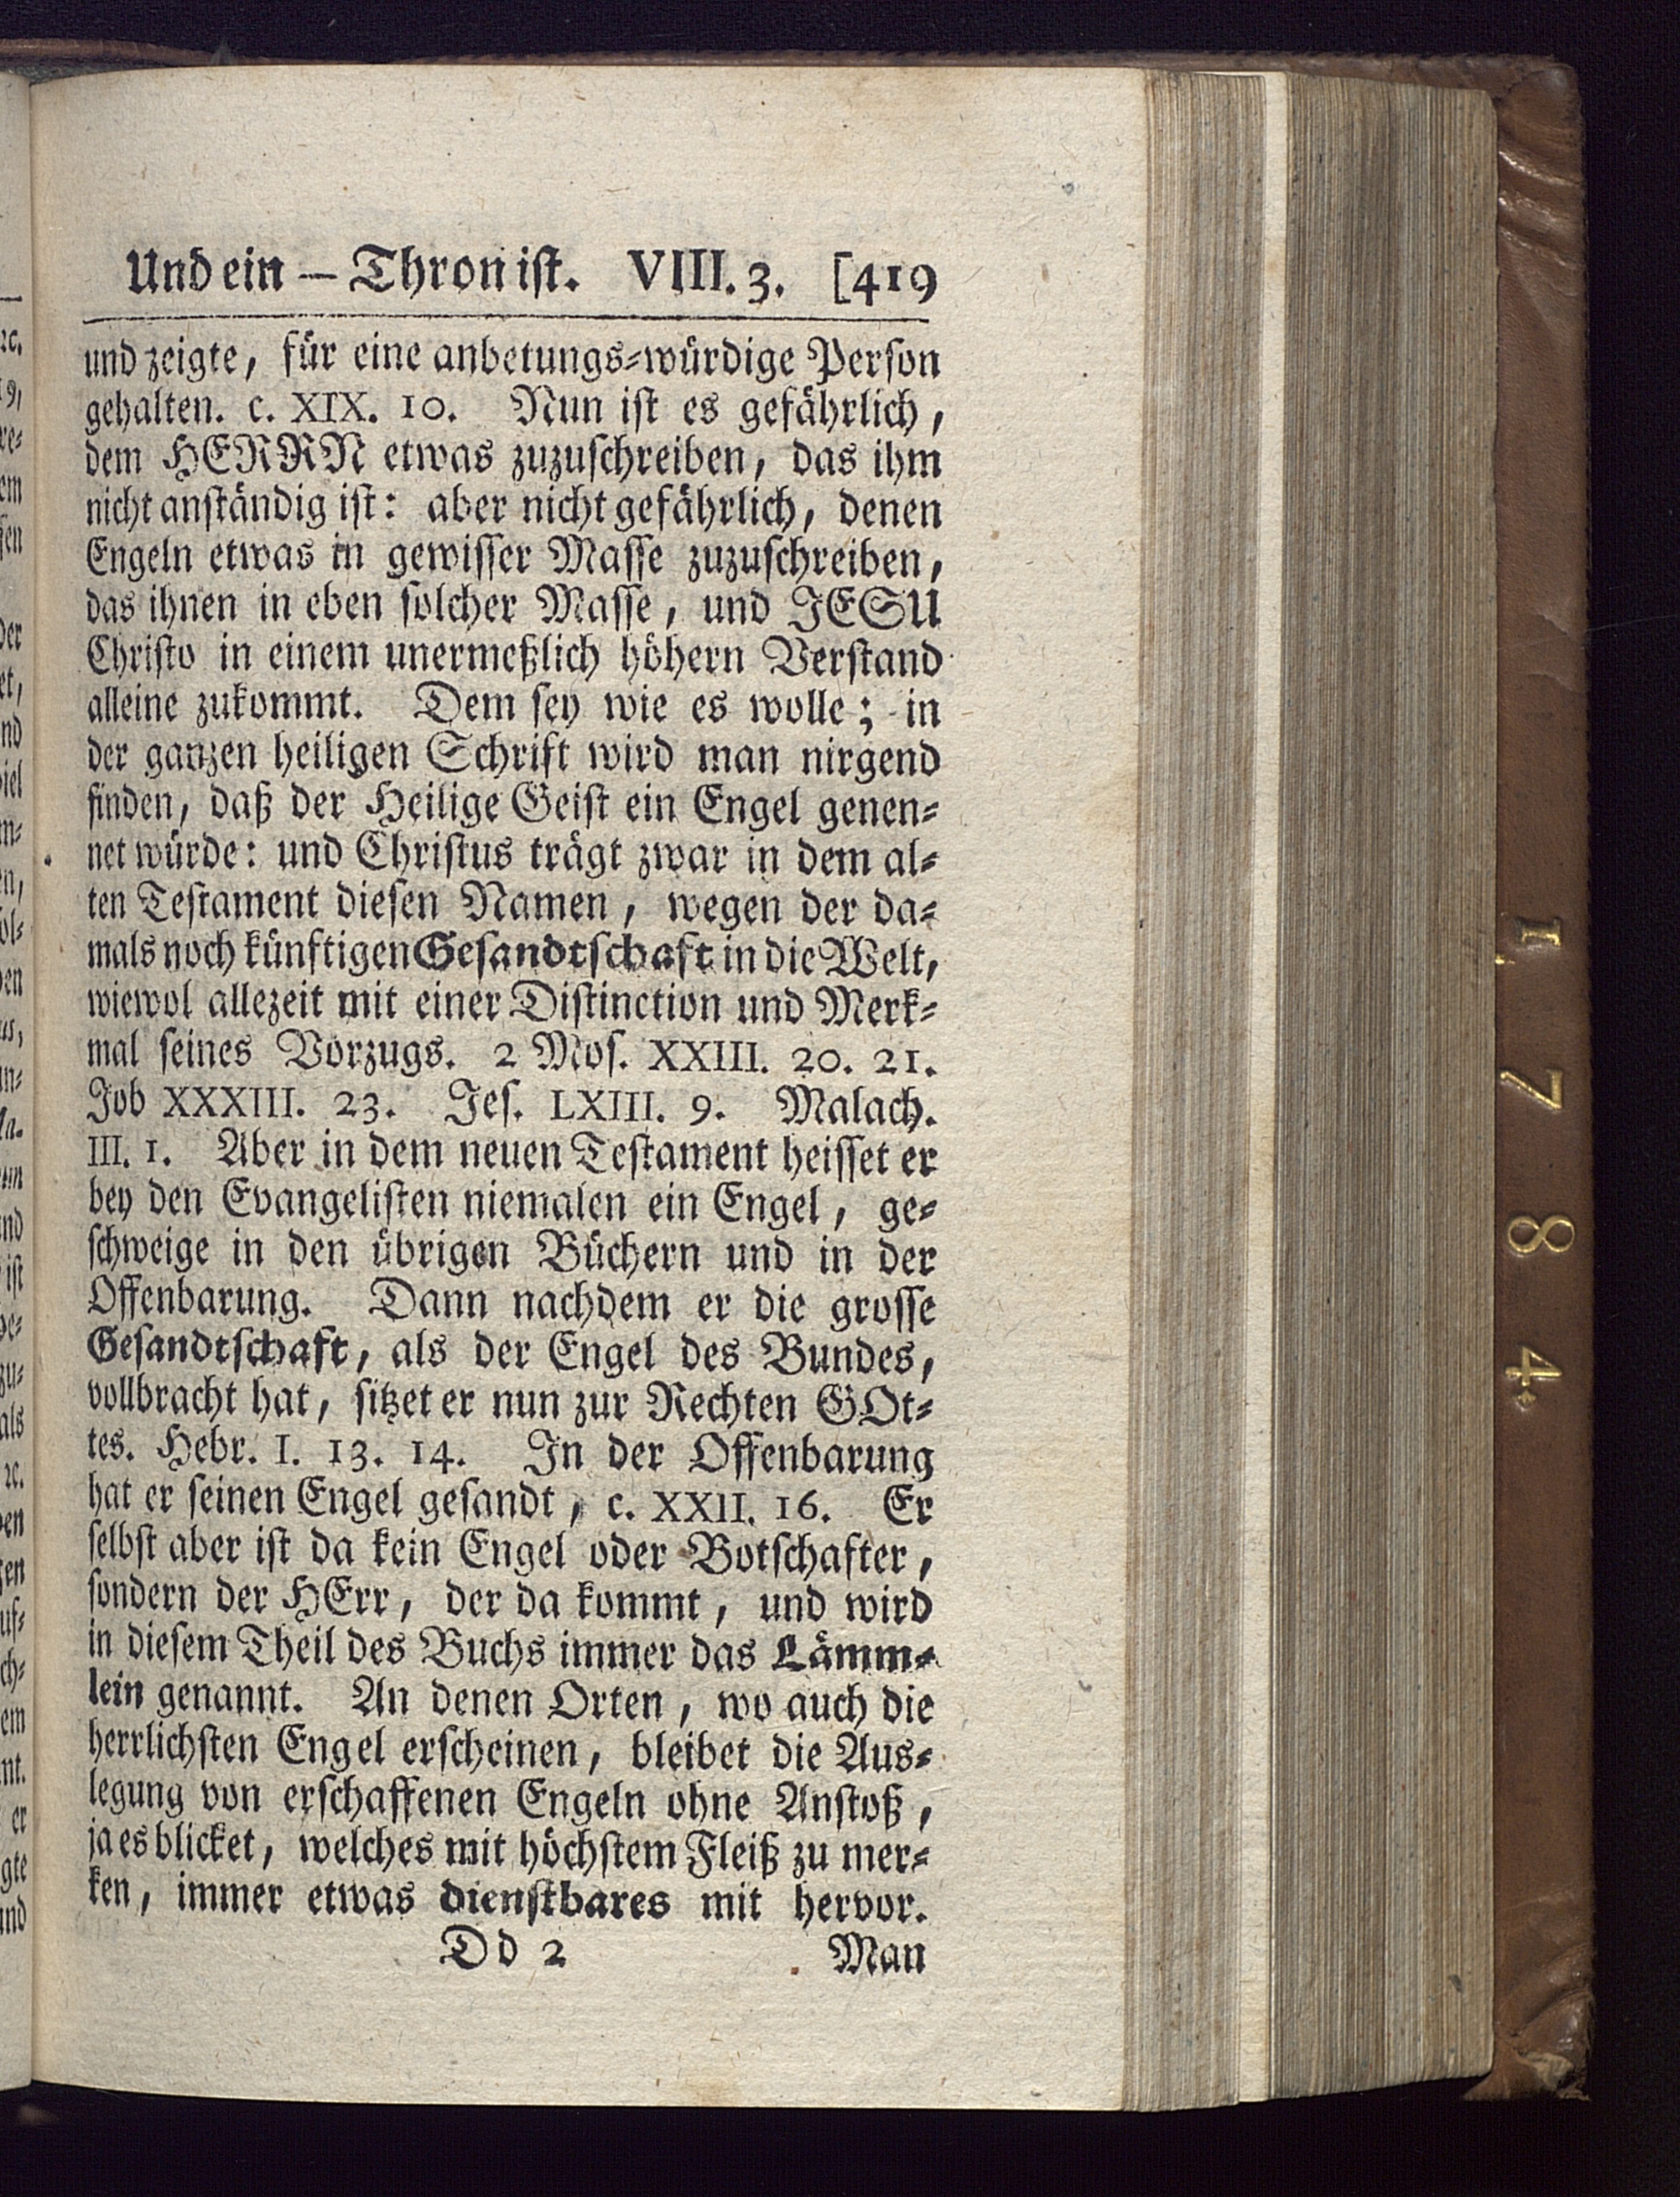 Und ein — Thron ist. VIII. 3. [419
und zeigte, für eine anbetungs-würdige Person
gehalten. c. XIX. 10. Nun ist es gefährlich,
dem HERRN etwas zuzuschreiben, das ihm
nicht anständig ist: aber nicht gefährlich, denen
Engeln etwas in gewisser Masse zuzuschreiben,
das ihnen in eben solcher Masse, und JESU
Christo in einem unermeßlich höhern Verstand
alleine zukommt. Dem sey wie es wolle; in
der ganzen heiligen Schrift wird man nirgend
finden, daß der Heilige Geist ein Engel genen-
net würde: und Christus trägt zwar in dem al-
ten Testament diesen Namen, wegen der da-
mals noch künftigen Gesandtschaft in die Welt,
wiewol allezeit mit einer Distinction und Merk-
mal seines Vorzugs. 2 Mos. XXIII. 20. 21.
Job XXXIII. 23. Jes. LXIII. 9. Malach.
III. 1. Aber in dem neuen Testament heisset er
bey den Evangelisten niemalen ein Engel, ge-
schweige in den übrigen Büchern und in der
Offenbarung. Dann nachdem er die grosse
Gesandtschaft, als der Engel des Bundes,
vollbracht hat, sitzet er nun zur Rechten GOt-
tes. Hebr. I. 13. 14. In der Offenbarung
hat er seinen Engel gesandt, c. XXII. 16. Er
selbst aber ist da kein Engel oder Botschafter,
sondern der HErr, der da kommt, und wird
in diesem Theil des Buchs immer das Lämm-
lein genannt. An denen Orten, wo auch die
herrlichsten Engel erscheinen, bleibet die Aus-
legung von erschaffenen Engeln ohne Anstoß,
ja es blicket, welches mit höchstem Fleiß zu mer-
ken, immer etwas dienstbares mit hervor.
Dd 2 Man
1784.